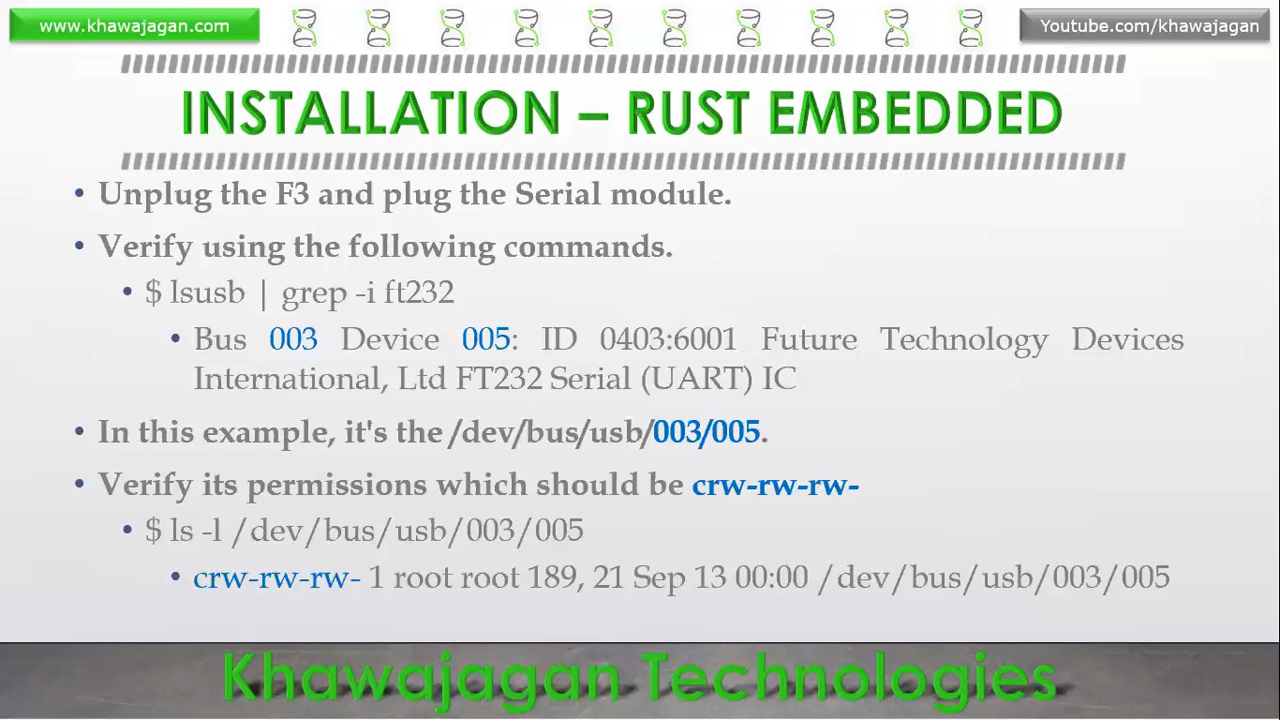 www.khawajagan.com
Youtube.com/khawajagan
INSTALLATION – RUST EMBEDDED
• Unplug the F3 and plug the Serial module.
• Verify using the following commands.
• $ lsusb | grep -i ft232
• Bus 003 Device 005: ID 0403:6001 Future Technology Devices
International, Ltd FT232 Serial (UART) IC
• In this example, it's the /dev/bus/usb/003/005.
• Verify its permissions which should be crw-rw-rw-
• $ ls -l /dev/bus/usb/003/005
• crw-rw-rw- 1 root root 189, 21 Sep 13 00:00 /dev/bus/usb/003/005
Khawajagan Technologies